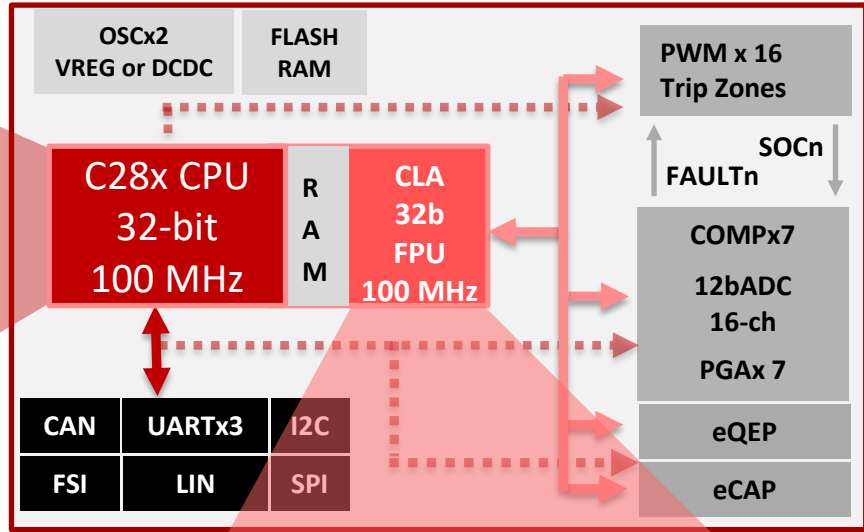 OSCx2
VREG or DCDC
FLASH
RAM
PWM x 16
Trip Zones
SOCn
FAULTn
C28x CPU
32-bit
100 MHz
R
A
M
CLA
32b
FPU
100 MHz
COMPx7
12bADC
16-ch
PGAx 7
CAN
UARTx3
I2C
FSI
LIN
SPI
eQEP
eCAP